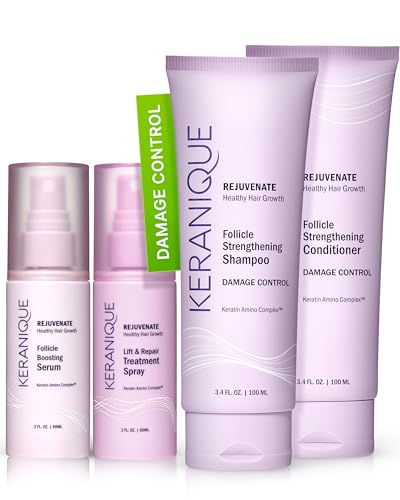 DAMAGE CONTROL
KERANIQUE
REJUVENATE
Healthy Hair Growth
Follicle
Boosting
Serum
Keratin Amino Complex™
2 FL. OZ. | 60ML
KERANIQUE
REJUVENATE
Healthy Hair Growth
Lift & Repair
Treatment
Spray
Keratin Amino Complex™
2 FL. OZ. | 60ML
KERANIQUE
REJUVENATE
Healthy Hair Growth
Follicle
Strengthening
Shampoo
DAMAGE CONTROL
Keratin Amino Complex™
3.4 FL. OZ. | 100 ML
REJUVENATE
Healthy Hair Growth
Follicle
Strengthening
Conditioner
DAMAGE CONTROL
Keratin Amino Complex™
3.4 FL. OZ. | 100 ML